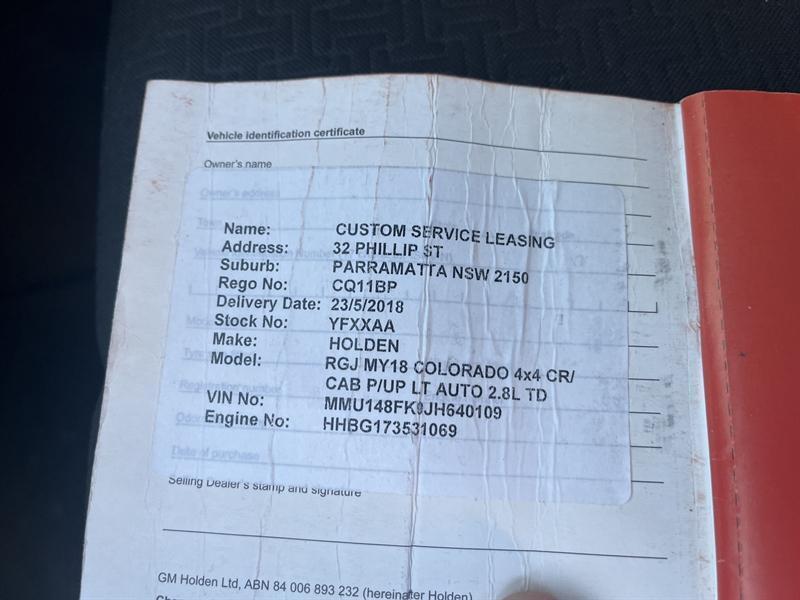 Vehicle identification certificate
Owner's name
Owner's address
Name: CUSTOM SERVICE LEASING
Address: 32 PHILLIP ST
Suburb: PARRAMATTA NSW 2150
Rego No: CQ11BP
Delivery Date: 23/5/2018
Stock No: YFXXAA
Make: HOLDEN
Model: RGJ MY18 COLORADO 4x4 CR/
CAB P/UP LT AUTO 2.8L TD
VIN No: MMU148FK0JH640109
Engine No: HHBG173531069
Date of purchase
Selling Dealer's stamp and signature
GM Holden Ltd, ABN 84 006 893 232 (hereinafter Holden)